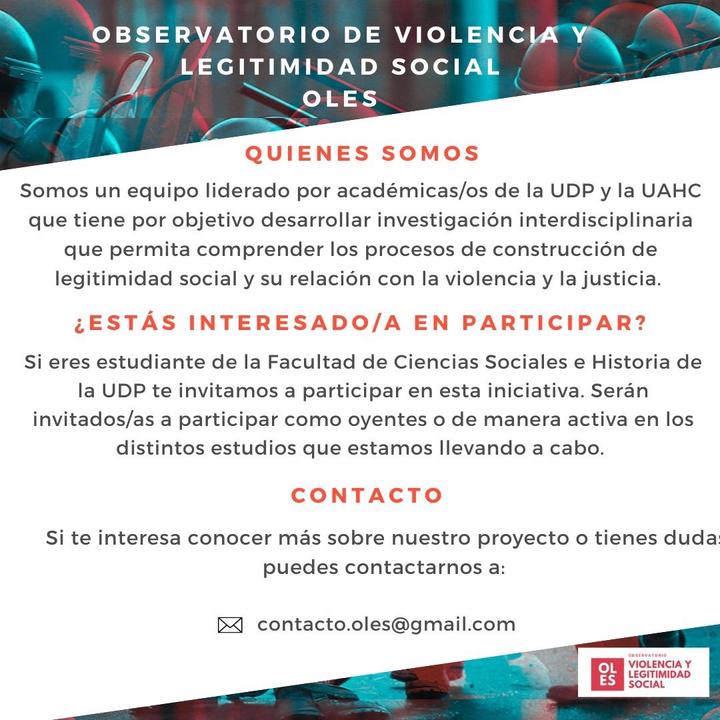 OBSERVATORIO DE VIOLENCIA Y
LEGITIMIDAD SOCIAL
OLES
QUIENES SOMOS
Somos un equipo liderado por académicas/os de la UDP y la UAHC
que tiene por objetivo desarrollar investigación interdisciplinaria
que permita comprender los procesos de construcción de
legitimidad social y su relación con la violencia y la justicia.
¿ESTÁS INTERESADO/A EN PARTICIPAR?
Si eres estudiante de la Facultad de Ciencias Sociales e Historia de
la UDP te invitamos a participar en esta iniciativa. Serán
invitados/as a participar como oyentes o de manera activa en los
distintos estudios que estamos llevando a cabo.
CONTACTO
Si te interesa conocer más sobre nuestro proyecto o tienes dudas
puedes contactarnos a:
contacto.oles@gmail.com
OL
ES
OBSERVATORIO
VIOLENCIA Y
LEGITIMIDAD
SOCIAL